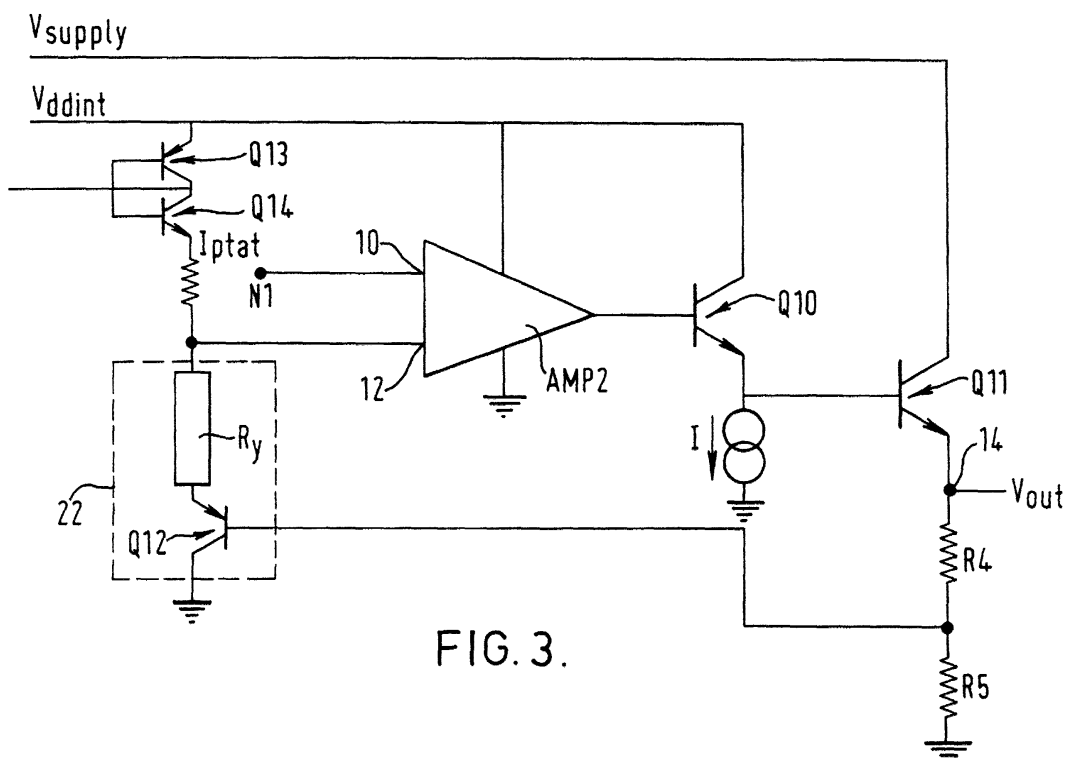 Vsupply
Vddint
Q13
Q14
Iptat
10
N1
12
AMP2
Q10
Q11
I
14
Vout
Ry
22
Q12
R4
R5
FIG. 3.